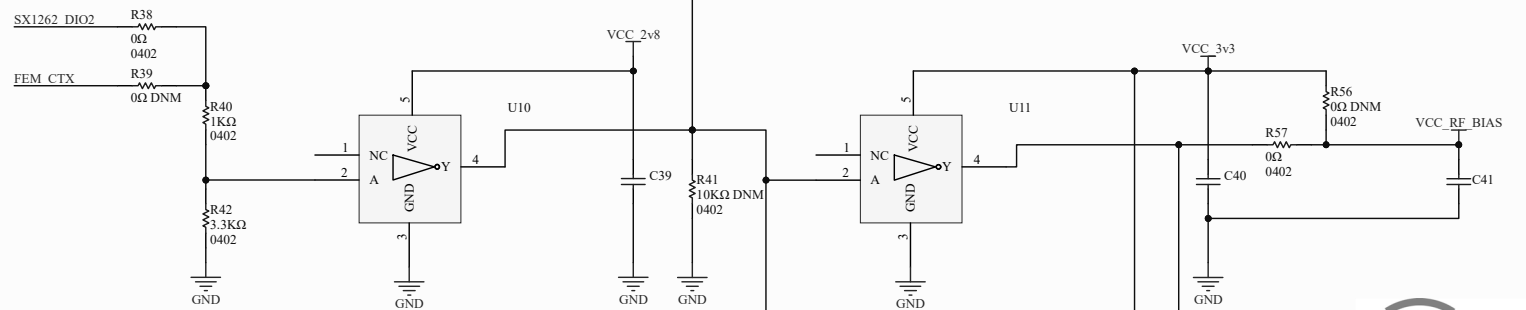 SX1262_DIO2
R38
0Ω
0402
FEM_CTX
R39
0Ω DNM
R40
1KΩ
0402
R42
3.3KΩ
0402
GND
1
NC
2
A
5
VCC
U10
Y
4
GND
3
GND
VCC_2v8
C39
GND
R41
10KΩ DNM
0402
GND
1
NC
2
A
5
VCC
U11
Y
4
GND
3
GND
VCC_3v3
C40
GND
R57
0Ω
0402
R56
0Ω DNM
0402
VCC_RF_BIAS
C41